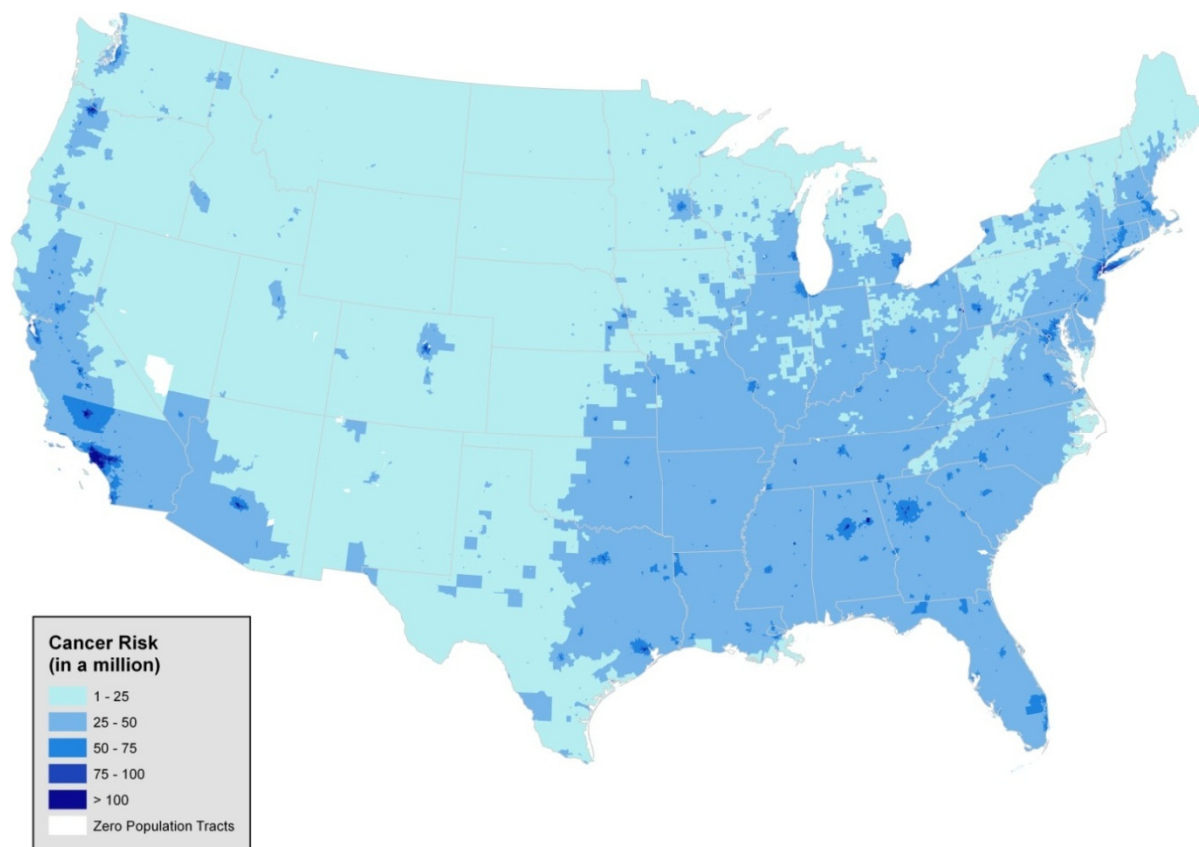 Cancer Risk
(in a million)
1 - 25
25 - 50
50 - 75
75 - 100
> 100
Zero Population Tracts